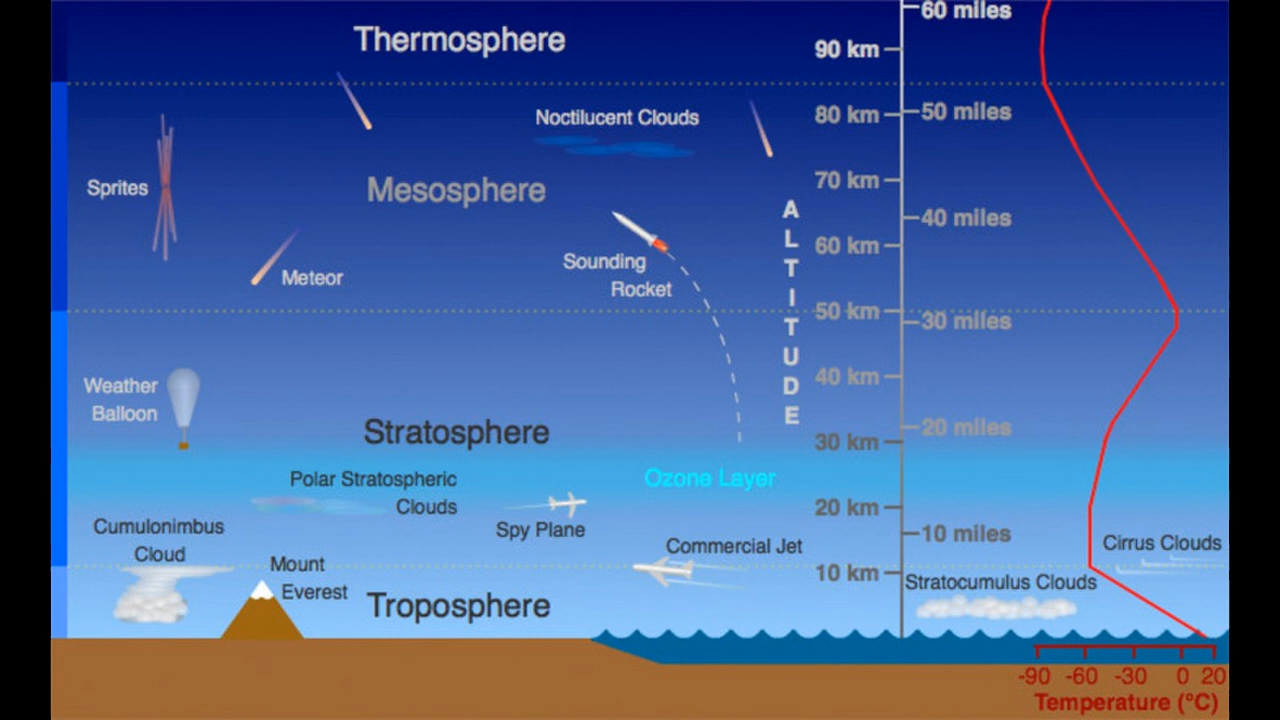 60 miles
Thermosphere
90 km
Noctilucent Clouds
80 km
50 miles
Sprites
Mesosphere
70 km
A
L
T
I
T
U
D
E
40 miles
60 km
Sounding
Rocket
Meteor
50 km
30 miles
Weather
Balloon
40 km
Stratosphere
20 miles
30 km
Polar Stratospheric
Clouds
Ozone Layer
20 km
Spy Plane
Cumulonimbus
Cloud
10 miles
Commercial Jet
Cirrus Clouds
Mount
Everest
10 km
Stratocumulus Clouds
Troposphere
-90 -60 -30 0 20
Temperature (°C)